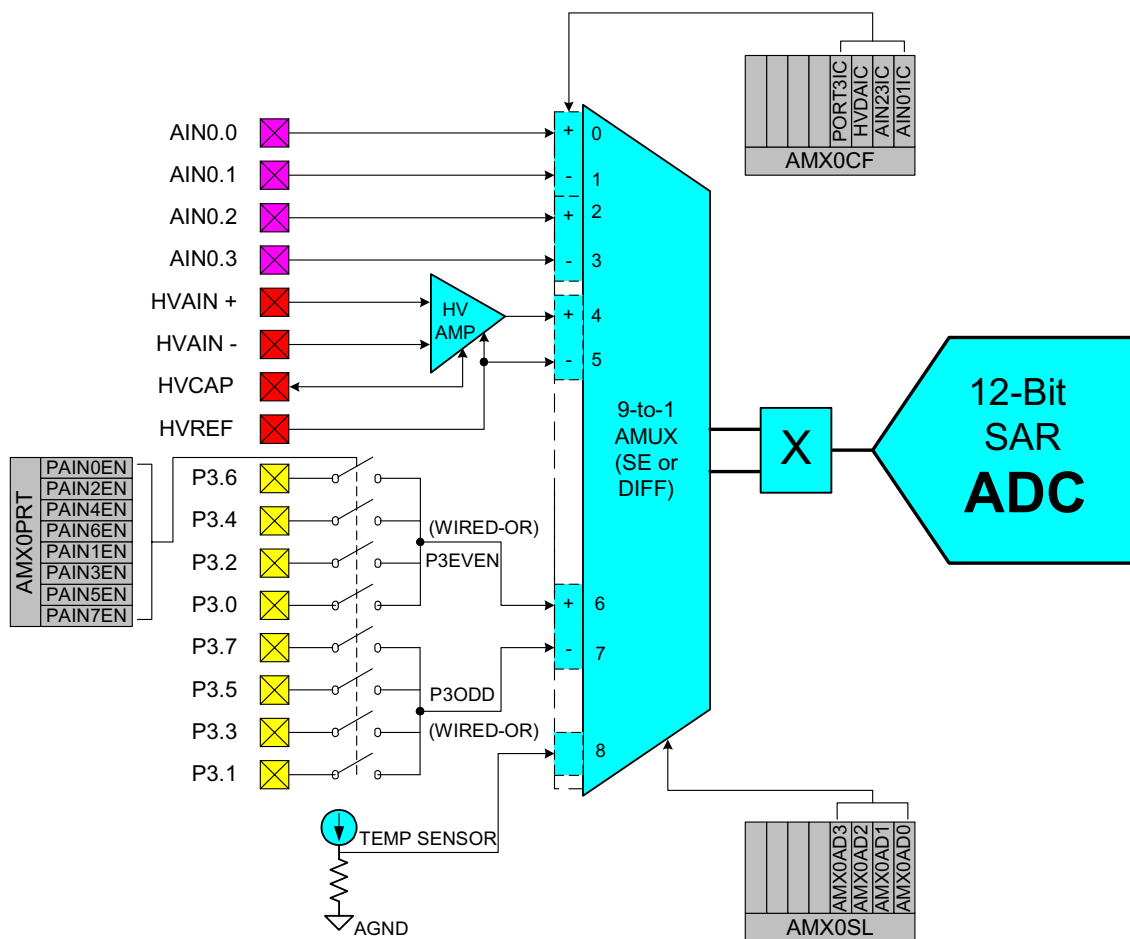 PORT3IC
HVDAIC
AIN23IC
AIN01IC
AMX0CF
AIN0.0
AIN0.1
AIN0.2
AIN0.3
HVAIN +
HVAIN -
HVCAP
HVREF
HV
AMP
+
0
-
1
+
2
-
3
+
4
-
5
9-to-1
AMUX
(SE or
DIFF)
X
12-Bit
SAR
ADC
AMX0PRT
PAIN0EN
PAIN2EN
PAIN4EN
PAIN6EN
PAIN1EN
PAIN3EN
PAIN5EN
PAIN7EN
P3.6
P3.4
P3.2
P3.0
P3.7
P3.5
P3.3
P3.1
(WIRED-OR)
P3EVEN
P3ODD
(WIRED-OR)
+
6
-
7
8
TEMP SENSOR
AGND
AMX0AD3
AMX0AD2
AMX0AD1
AMX0AD0
AMX0SL